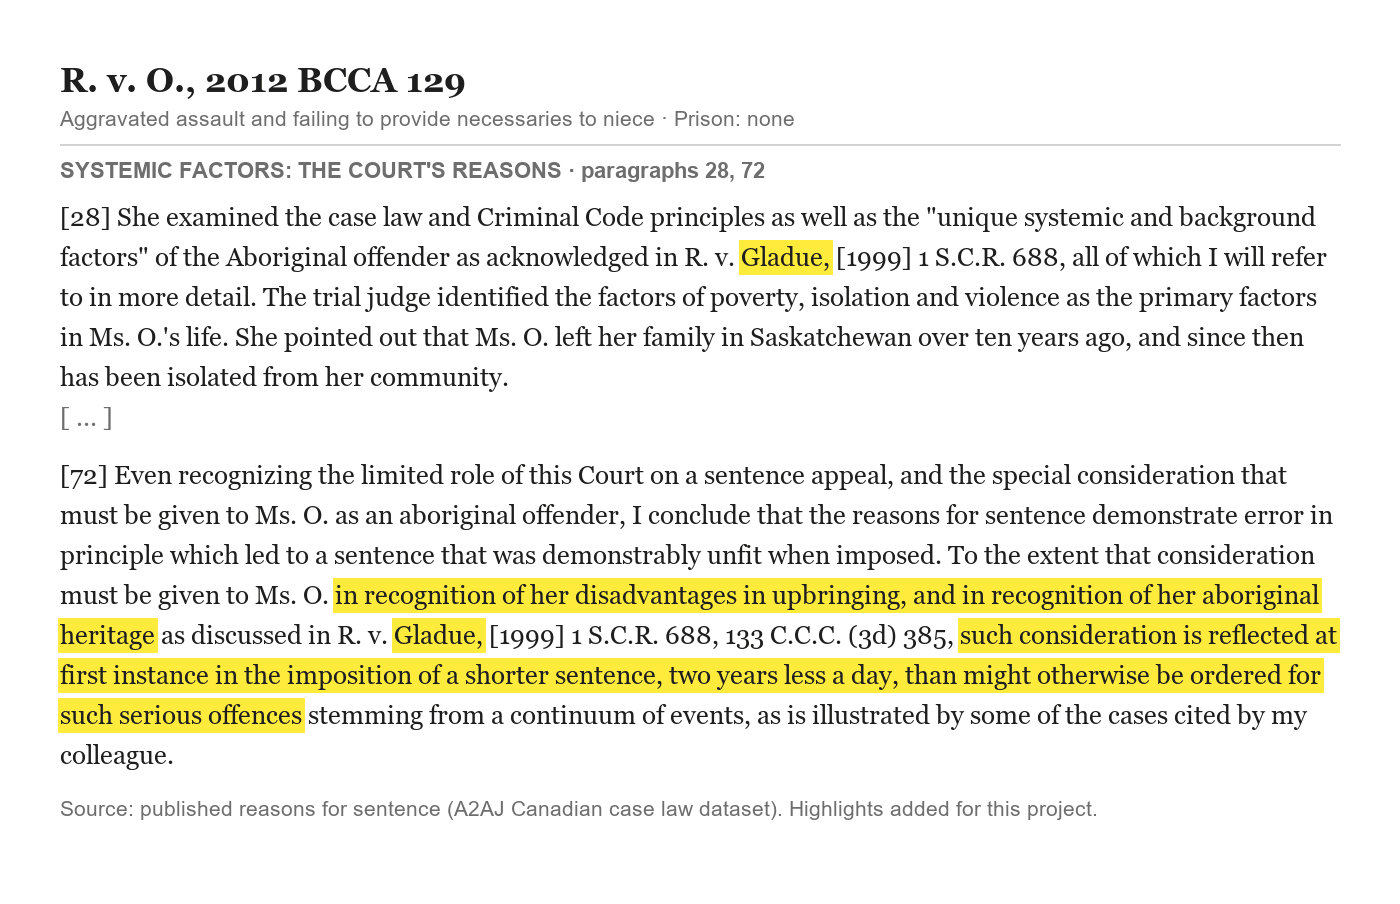 R. v. O., 2012 BCCA 129
Aggravated assault and failing to provide necessaries to niece · Prison: none
SYSTEMIC FACTORS: THE COURT'S REASONS · paragraphs 28, 72
[28] She examined the case law and Criminal Code principles as well as the "unique systemic and background
factors" of the Aboriginal offender as acknowledged in R. v. Gladue, [1999] 1 S.C.R. 688, all of which I will refer
to in more detail. The trial judge identified the factors of poverty, isolation and violence as the primary factors
in Ms. O.'s life. She pointed out that Ms. O. left her family in Saskatchewan over ten years ago, and since then
has been isolated from her community.
[ ... ]
[72] Even recognizing the limited role of this Court on a sentence appeal, and the special consideration that
must be given to Ms. O. as an aboriginal offender, I conclude that the reasons for sentence demonstrate error in
principle which led to a sentence that was demonstrably unfit when imposed. To the extent that consideration
must be given to Ms. O. in recognition of her disadvantages in upbringing, and in recognition of her aboriginal
heritage as discussed in R. v. Gladue, [1999] 1 S.C.R. 688, 133 C.C.C. (3d) 385, such consideration is reflected at
first instance in the imposition of a shorter sentence, two years less a day, than might otherwise be ordered for
such serious offences stemming from a continuum of events, as is illustrated by some of the cases cited by my
colleague.
Source: published reasons for sentence (A2AJ Canadian case law dataset). Highlights added for this project.